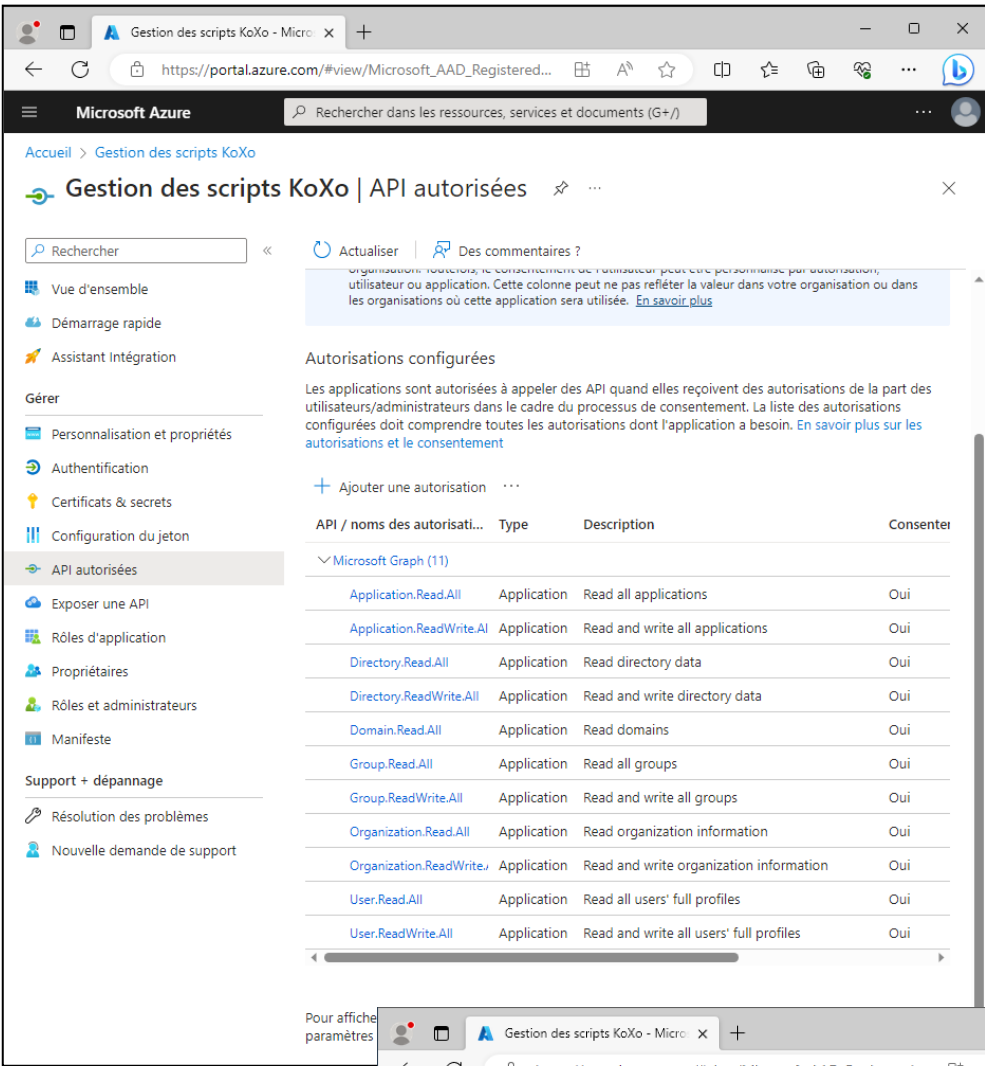 Gestion des scripts KoXo - Micro
https://portal.azure.com/#view/Microsoft_AAD_Registered...
Microsoft Azure
Rechercher dans les ressources, services et documents (G+/)
Accueil > Gestion des scripts KoXo
Gestion des scripts KoXo | API autorisées
Rechercher
Actualiser
Des commentaires ?
organisation. Toutefois, le consentement de l'utilisateur peut être personnalisé par autorisation,
utilisateur ou application. Cette colonne peut ne pas refléter la valeur dans votre organisation ou dans
les organisations où cette application sera utilisée. En savoir plus
Vue d'ensemble
Démarrage rapide
Assistant Intégration
Gérer
Personnalisation et propriétés
Authentification
Certificats & secrets
Configuration du jeton
API autorisées
Exposer une API
Rôles d'application
Propriétaires
Rôles et administrateurs
Manifeste
Support + dépannage
Résolution des problèmes
Nouvelle demande de support
Autorisations configurées
Les applications sont autorisées à appeler des API quand elles reçoivent des autorisations de la part des
utilisateurs/administrateurs dans le cadre du processus de consentement. La liste des autorisations
configurées doit comprendre toutes les autorisations dont l'application a besoin. En savoir plus sur les
autorisations et le consentement
Ajouter une autorisation
API / noms des autorisati... Type Description Consenter
Microsoft Graph (11)
Application.Read.All Application Read all applications Oui
Application.ReadWrite.Al Application Read and write all applications Oui
Directory.Read.All Application Read directory data Oui
Directory.ReadWrite.All Application Read and write directory data Oui
Domain.Read.All Application Read domains Oui
Group.Read.All Application Read all groups Oui
Group.ReadWrite.All Application Read and write all groups Oui
Organization.Read.All Application Read organization information Oui
Organization.ReadWrite. Application Read and write organization information Oui
User.Read.All Application Read all users' full profiles Oui
User.ReadWrite.All Application Read and write all users' full profiles Oui
Pour affiche
paramètres
Gestion des scripts KoXo - Micro